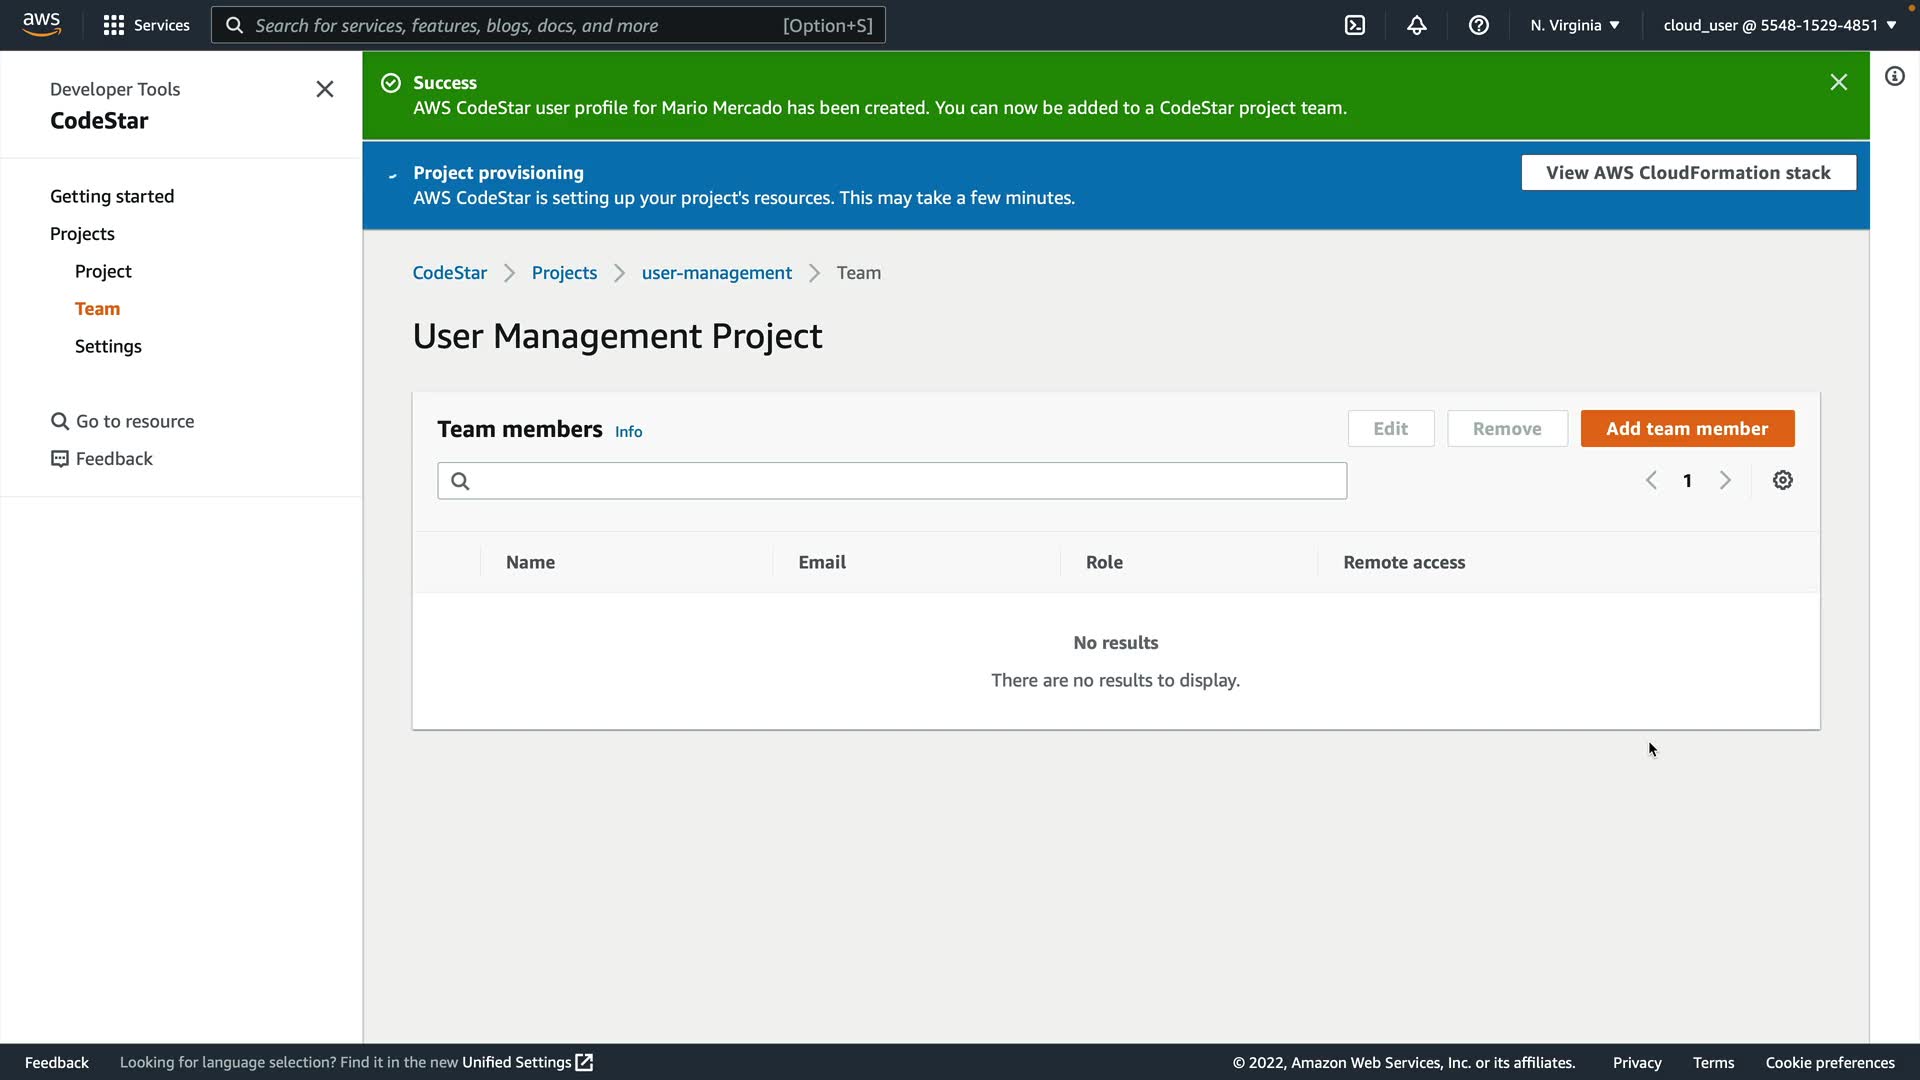 aws
Services
Search for services, features, blogs, docs, and more [Option+S]
N. Virginia ▼
cloud_user @ 5548-1529-4851 ▼
Developer Tools
CodeStar
Getting started
Projects
Project
Team
Settings
Go to resource
Feedback
Success
AWS CodeStar user profile for Mario Mercado has been created. You can now be added to a CodeStar project team.
Project provisioning
AWS CodeStar is setting up your project's resources. This may take a few minutes.
View AWS CloudFormation stack
CodeStar > Projects > user-management > Team
User Management Project
Team members Info
Edit
Remove
Add team member
1
Name Email Role Remote access
No results
There are no results to display.
Feedback
Looking for language selection? Find it in the new Unified Settings
© 2022, Amazon Web Services, Inc. or its affiliates.
Privacy
Terms
Cookie preferences